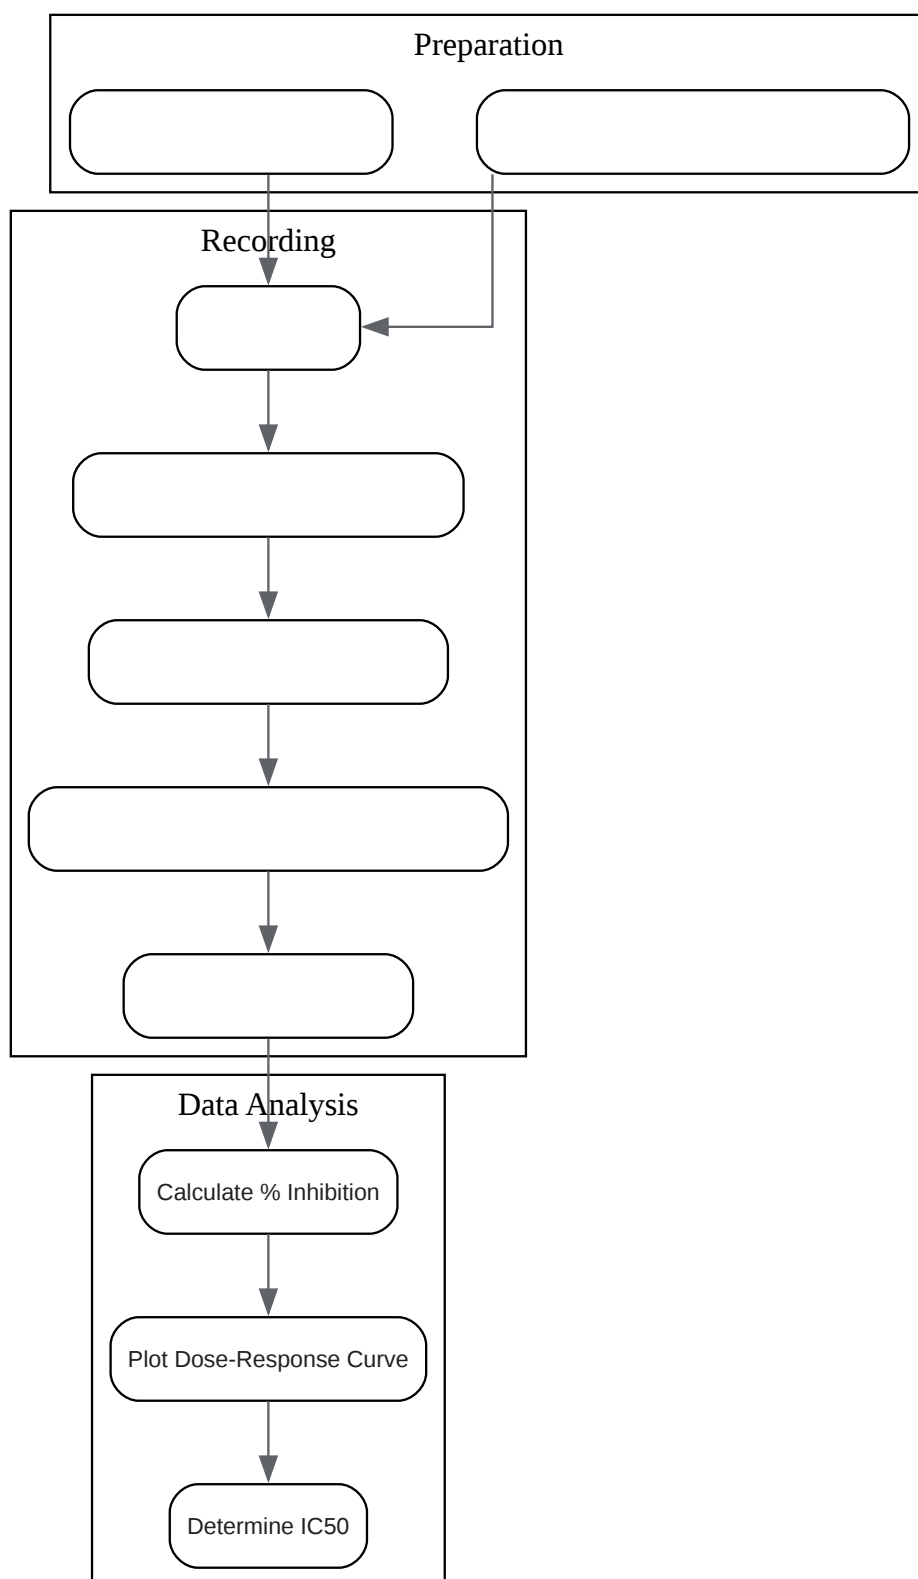 Preparation
Recording
Data Analysis
Calculate % Inhibition
Plot Dose-Response Curve
Determine IC50